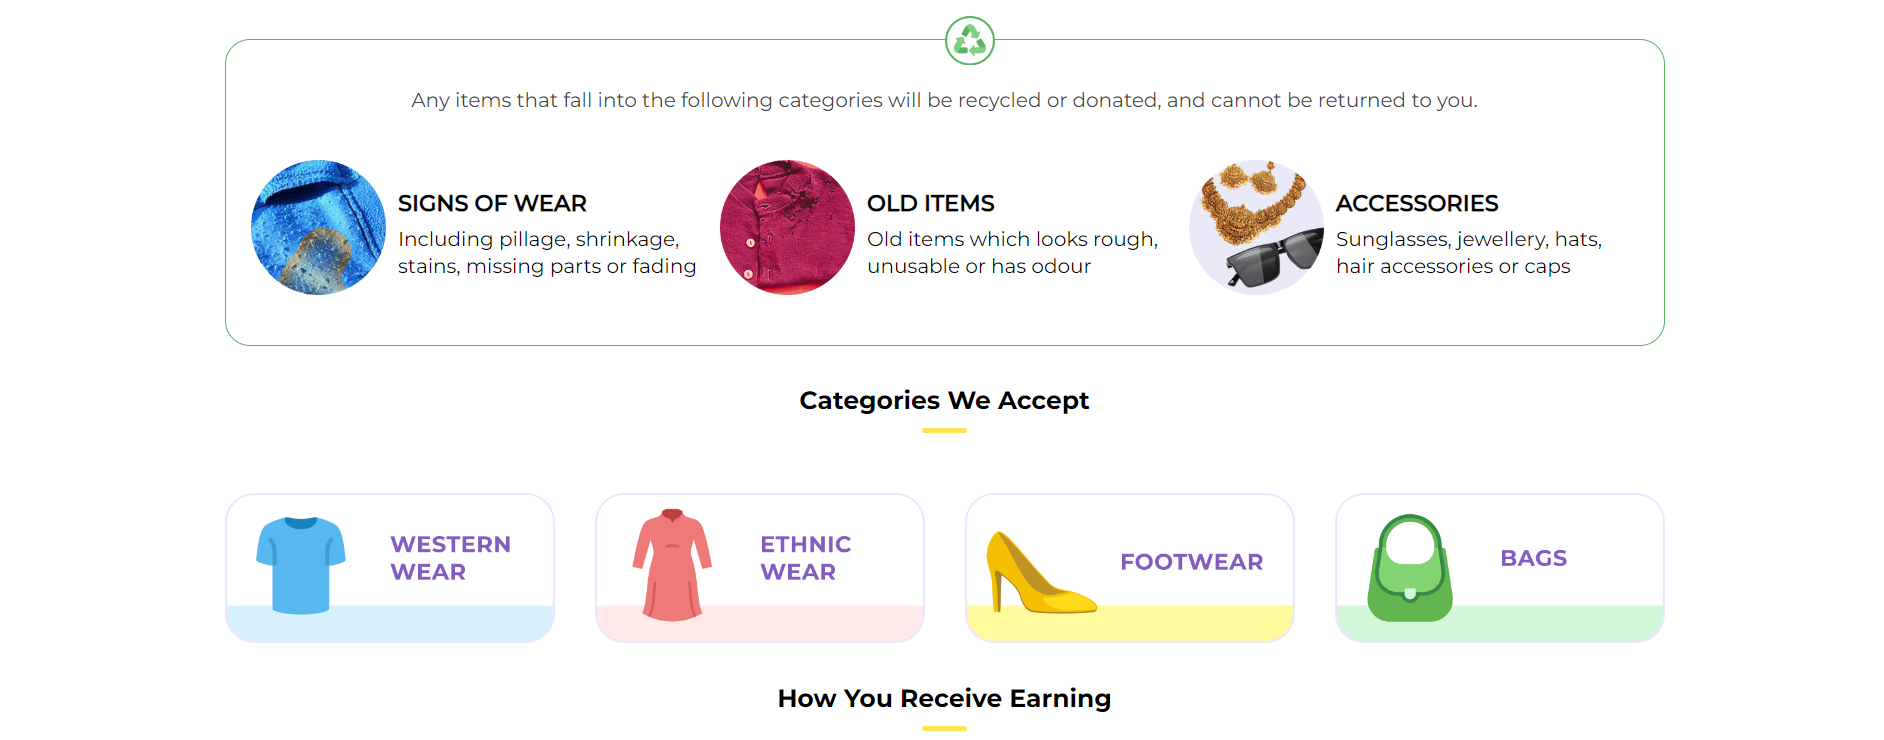 Any items that fall into the following categories will be recycled or donated, and cannot be returned to you.
SIGNS OF WEAR
Including pillage, shrinkage,
stains, missing parts or fading
OLD ITEMS
Old items which looks rough,
unusable or has odour
ACCESSORIES
Sunglasses, jewellery, hats,
hair accessories or caps
Categories We Accept
WESTERN
WEAR
ETHNIC
WEAR
FOOTWEAR
BAGS
How You Receive Earning